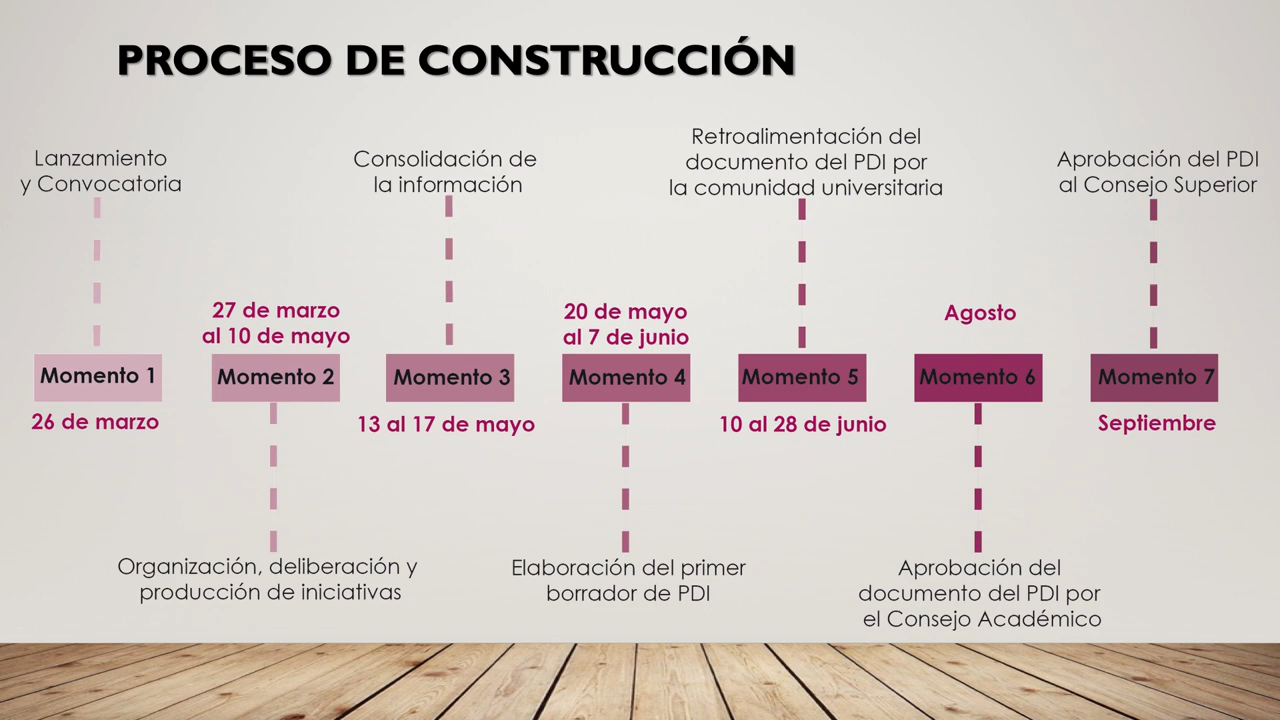 PROCESO DE CONSTRUCCIÓN
Lanzamiento
y Convocatoria
Momento 1
26 de marzo
27 de marzo
al 10 de mayo
Momento 2
Organización, deliberación y
producción de iniciativas
Consolidación de
la información
Momento 3
13 al 17 de mayo
20 de mayo
al 7 de junio
Momento 4
Elaboración del primer
borrador de PDI
Retroalimentación del
documento del PDI por
la comunidad universitaria
Momento 5
10 al 28 de junio
Agosto
Momento 6
Aprobación del
documento del PDI por
el Consejo Académico
Aprobación del PDI
al Consejo Superior
Momento 7
Septiembre